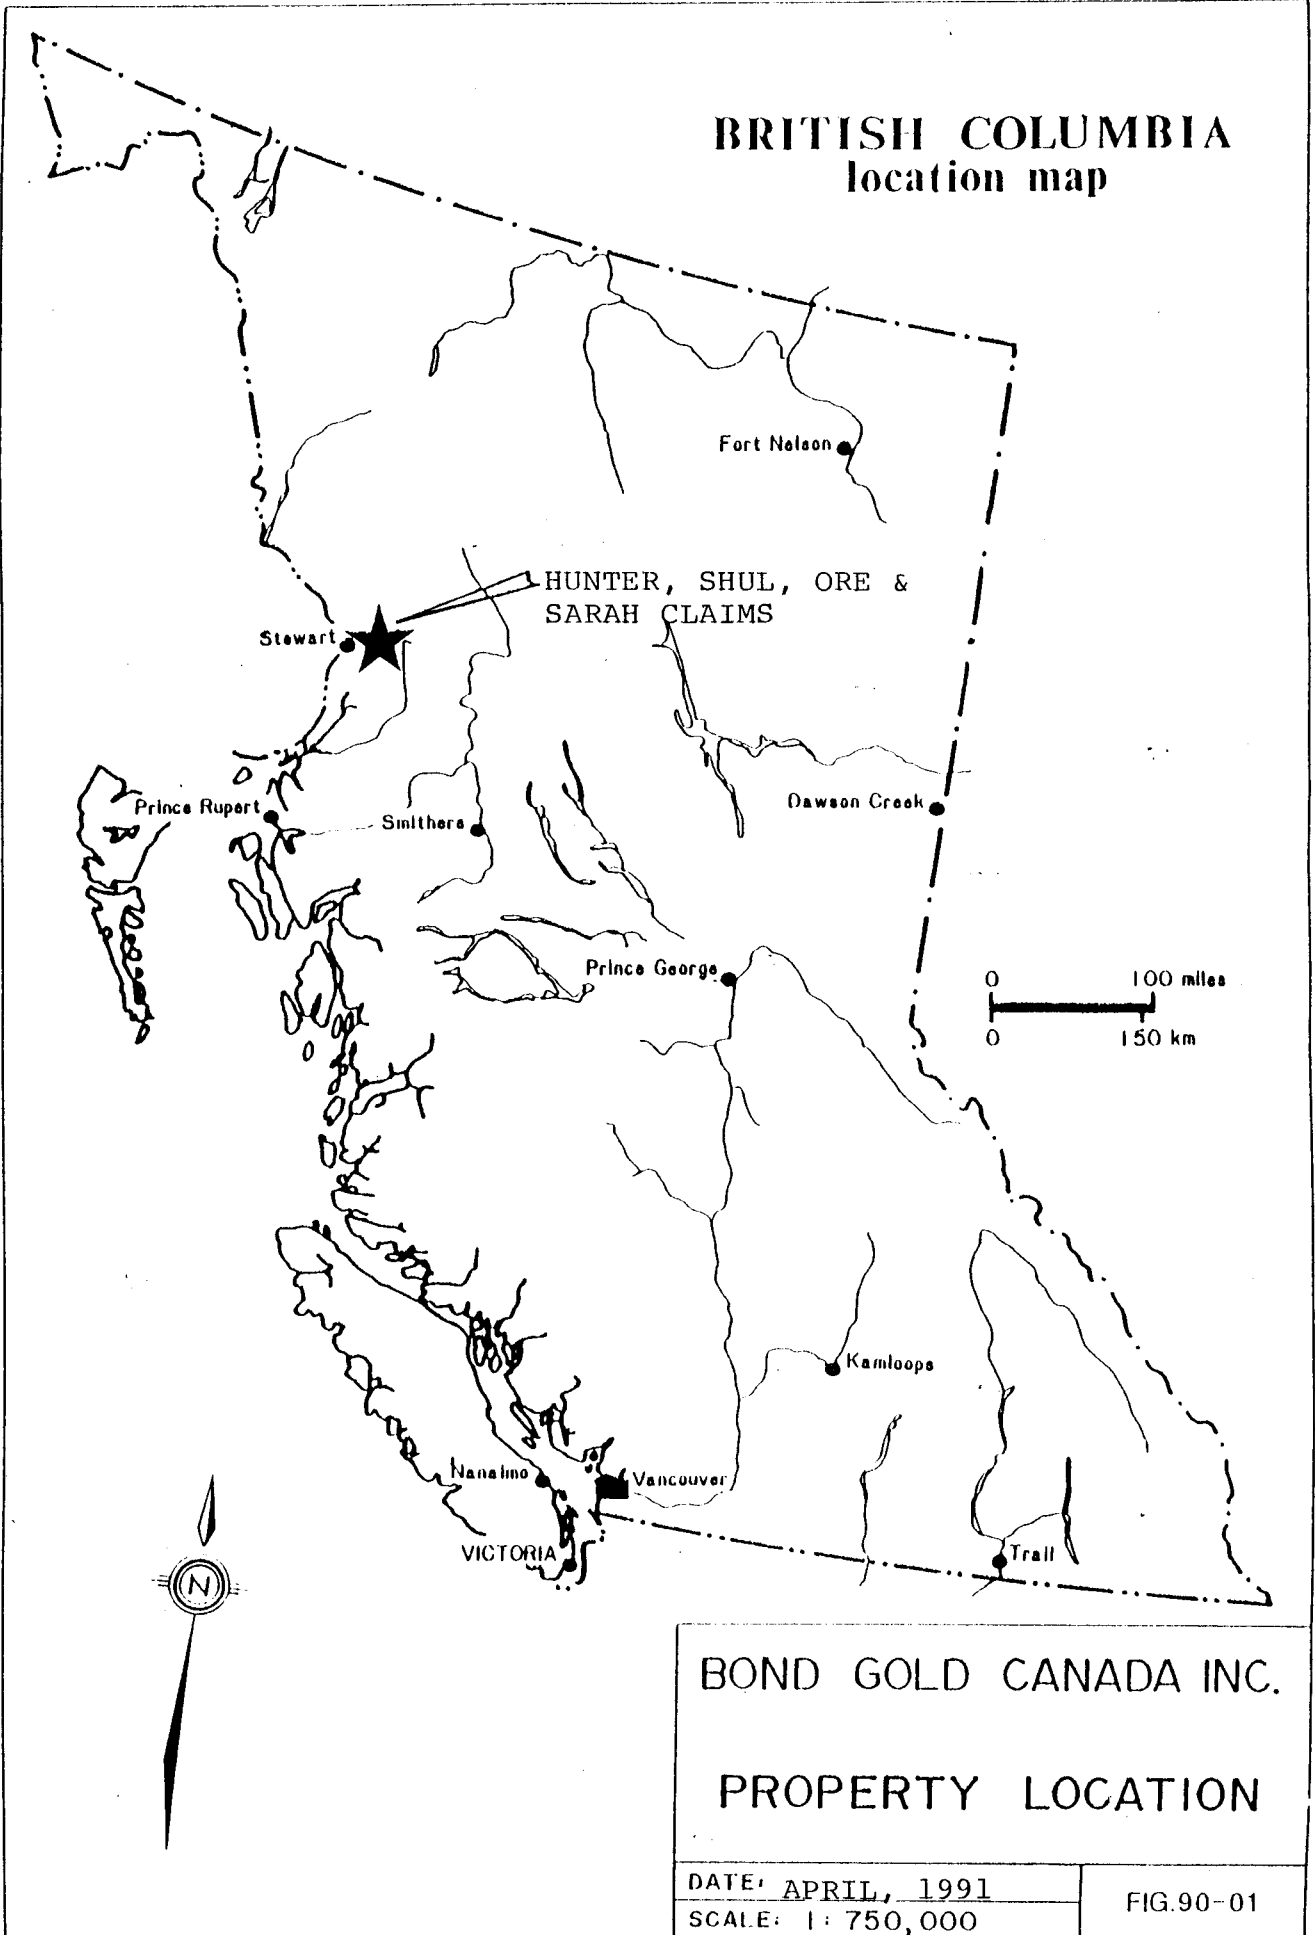 BRITISH COLUMBIA
location map
Fort Nelson
HUNTER, SHUL, ORE &
SARAH CLAIMS
Stewart
Prince Rupert
Smithers
Dawson Creek
Prince George
0 100 miles
0 150 km
Kamloops
Nanaimo
Vancouver
VICTORIA
Trail
N
BOND GOLD CANADA INC.
PROPERTY LOCATION
DATE: APRIL, 1991
SCALE: 1: 750,000
FIG.90-01